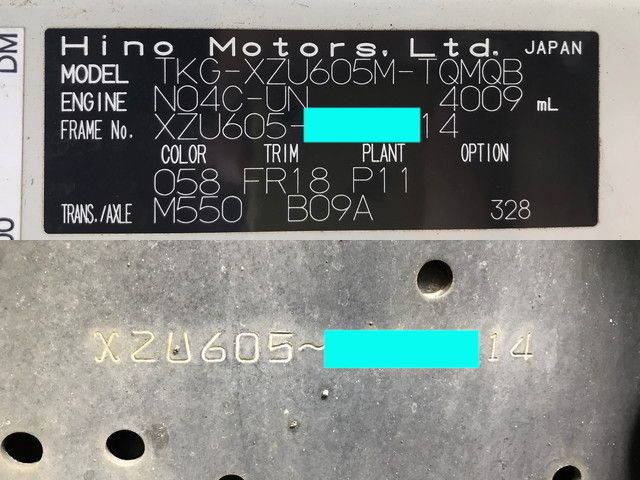 DM
Hino Motors, Ltd. JAPAN
MODEL TKG-XZU605M-TQMQB
ENGINE N04C-UN 4009 mL
FRAME No. XZU605- 14
COLOR TRIM PLANT OPTION
058 FR18 P11
TRANS./AXLE M550 B09A 328
00
XZU605~ 14